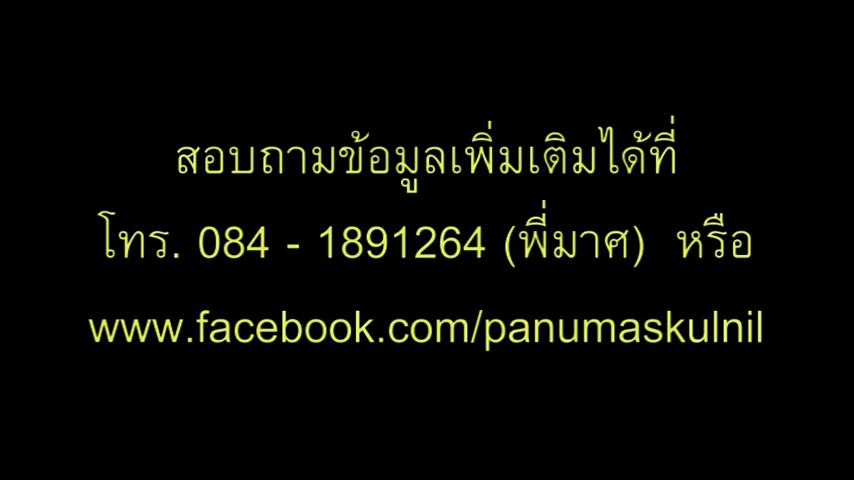 สอบถามข้อมูลเพิ่มเติมได้ที่
โทร. 084 - 1891264 (พี่มาศ) หรือ
www.facebook.com/panumaskulnil